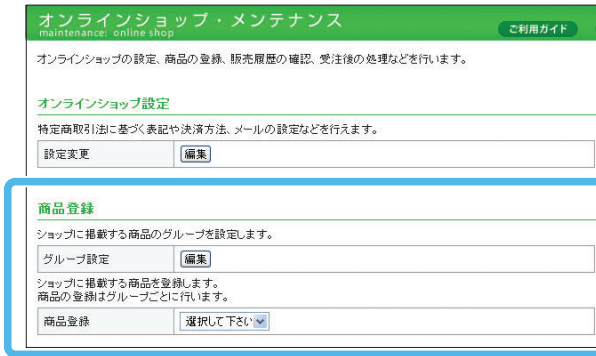 オンラインショップ・メンテナンス
maintenance: online shop
ご利用ガイド
オンラインショップの設定、商品の登録、販売履歴の確認、受注後の処理などを行います。
オンラインショップ設定
特定商取引法に基づく表記や決済方法、メールの設定などを行えます。
設定変更 編集
商品登録
ショップに掲載する商品のグループを設定します。
グループ設定 編集
ショップに掲載する商品を登録します。
商品の登録はグループごとに行います。
商品登録 選択して下さい